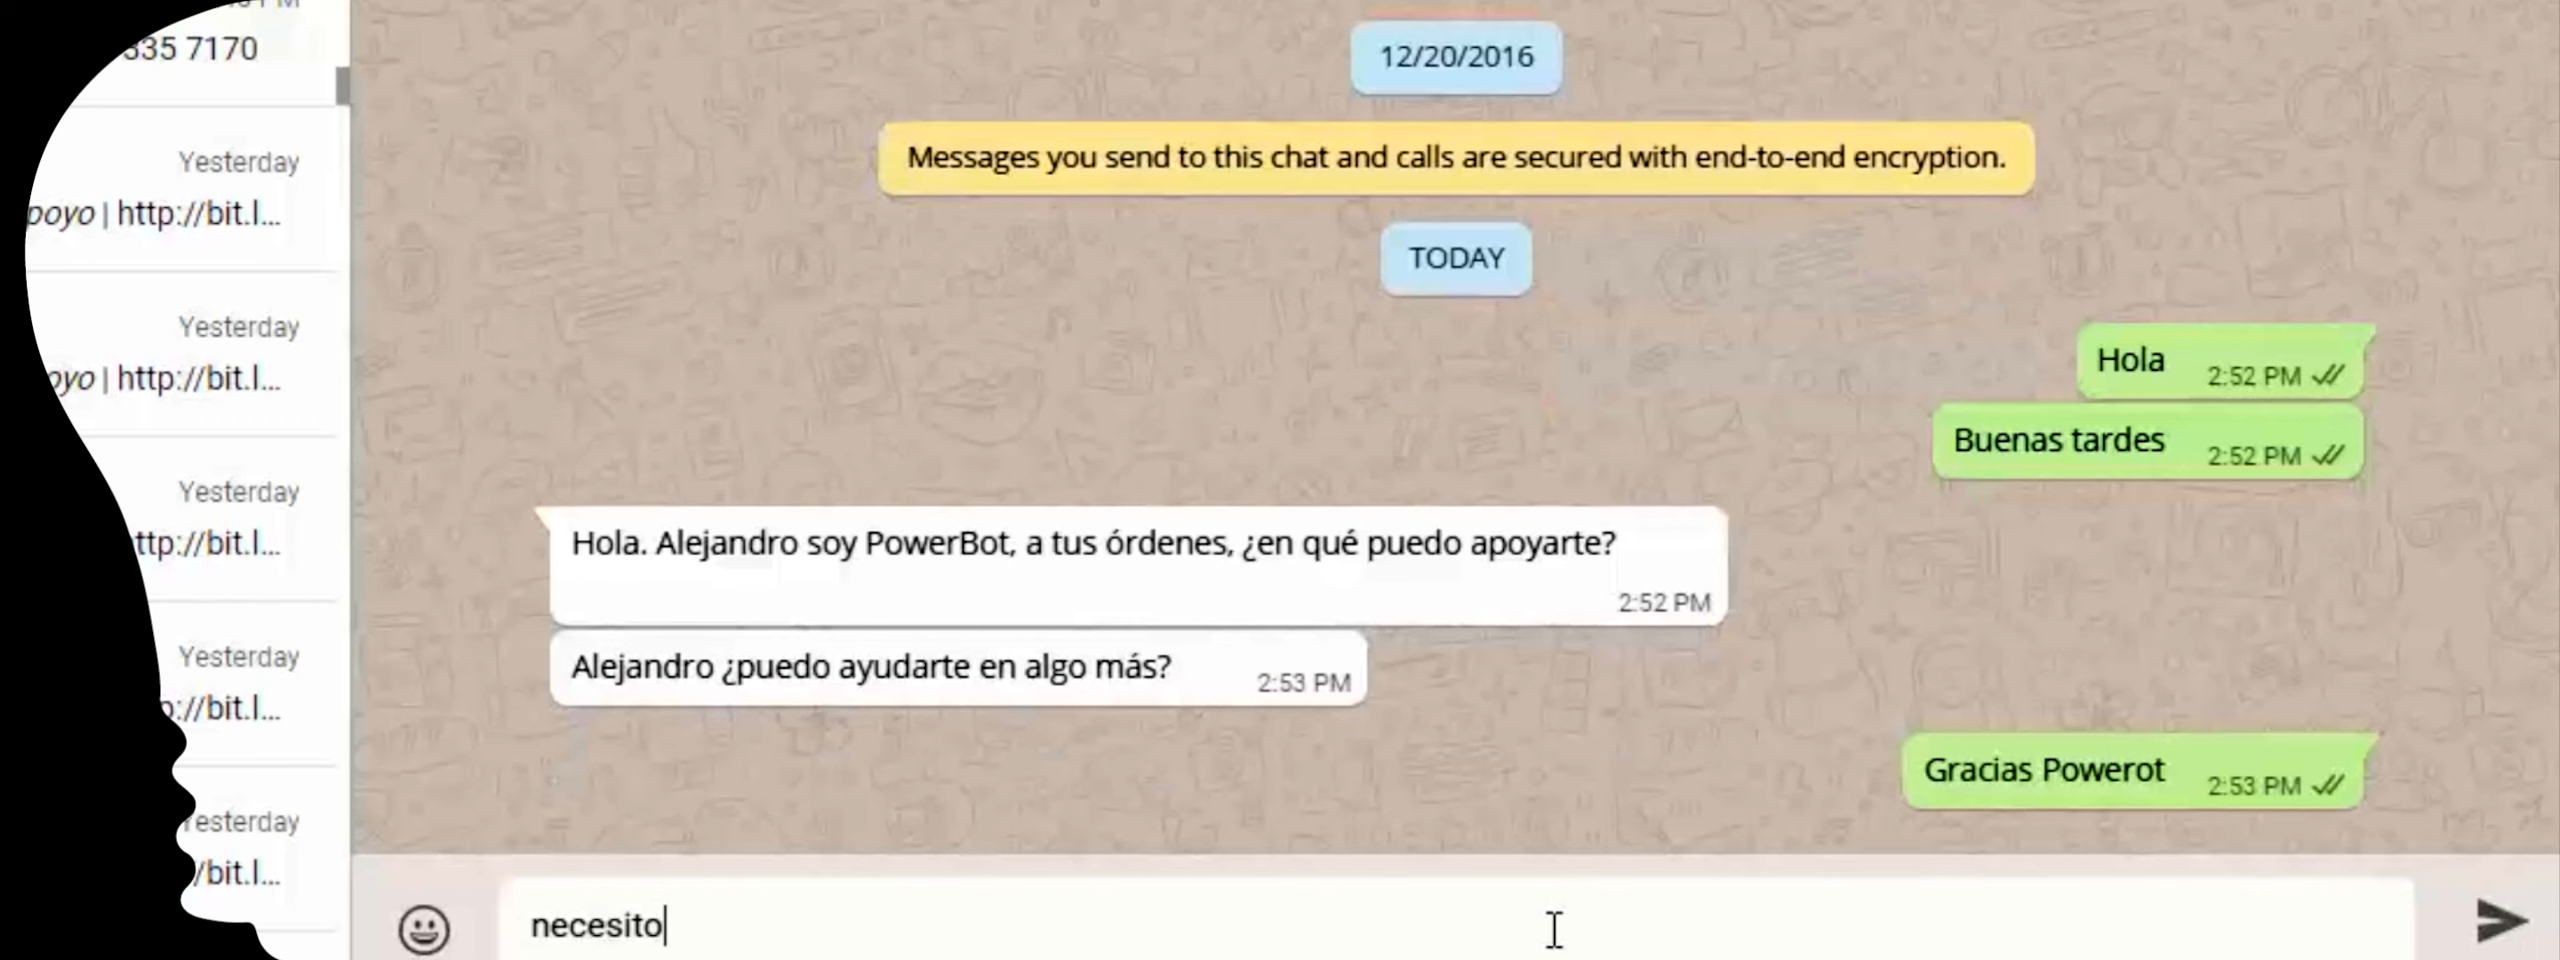 335 7170
Yesterday
poyo | http://bit.l...
Yesterday
oyo | http://bit.l...
Yesterday
ttp://bit.l...
Yesterday
p://bit.l...
Yesterday
/bit.l...
12/20/2016
Messages you send to this chat and calls are secured with end-to-end encryption.
TODAY
Hola 2:52 PM
Buenas tardes 2:52 PM
Hola. Alejandro soy PowerBot, a tus órdenes, ¿en qué puedo apoyarte?
2:52 PM
Alejandro ¿puedo ayudarte en algo más? 2:53 PM
Gracias Powerot 2:53 PM
necesito